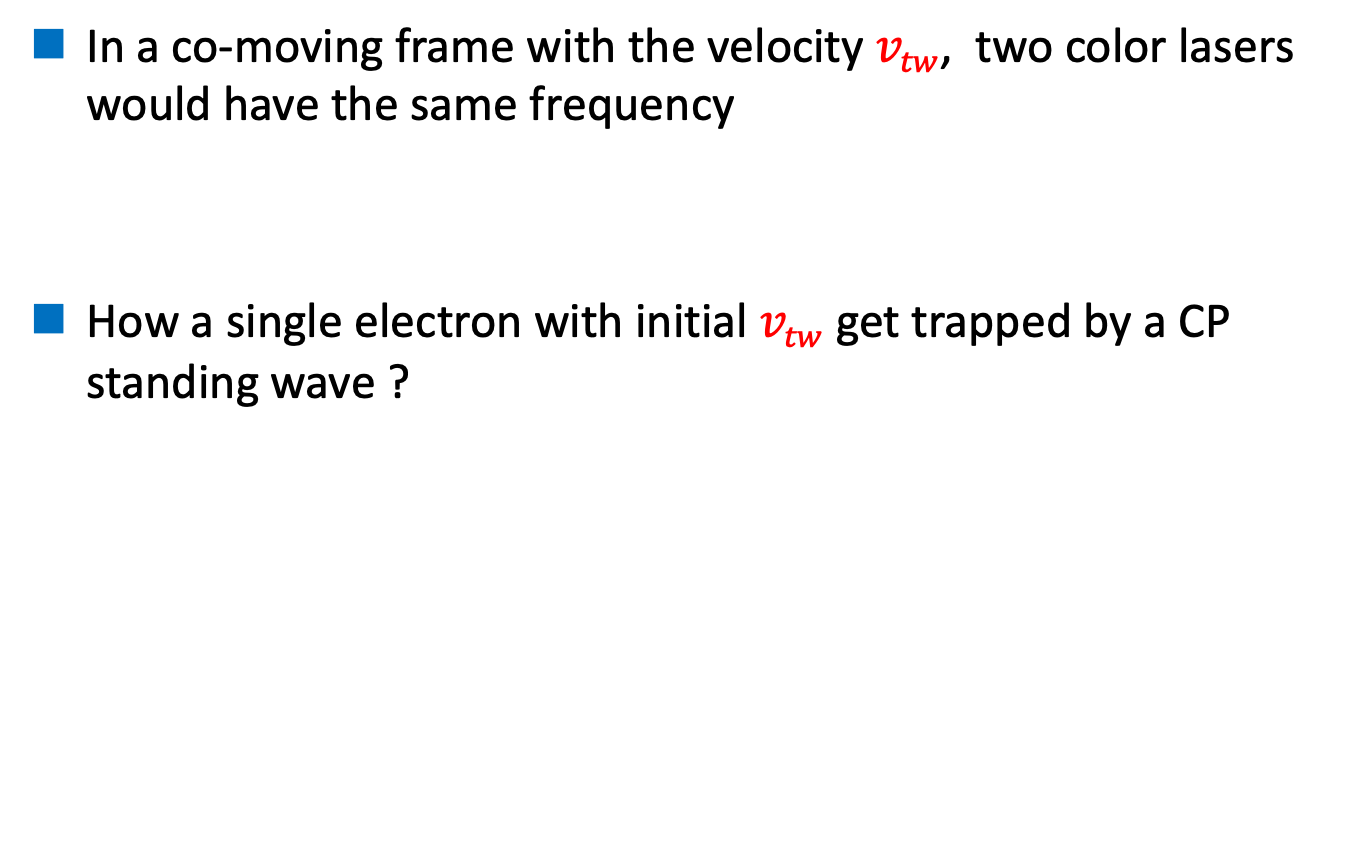 In a co-moving frame with the velocity v_tw, two color lasers
would have the same frequency
How a single electron with initial v_tw get trapped by a CP
standing wave ?